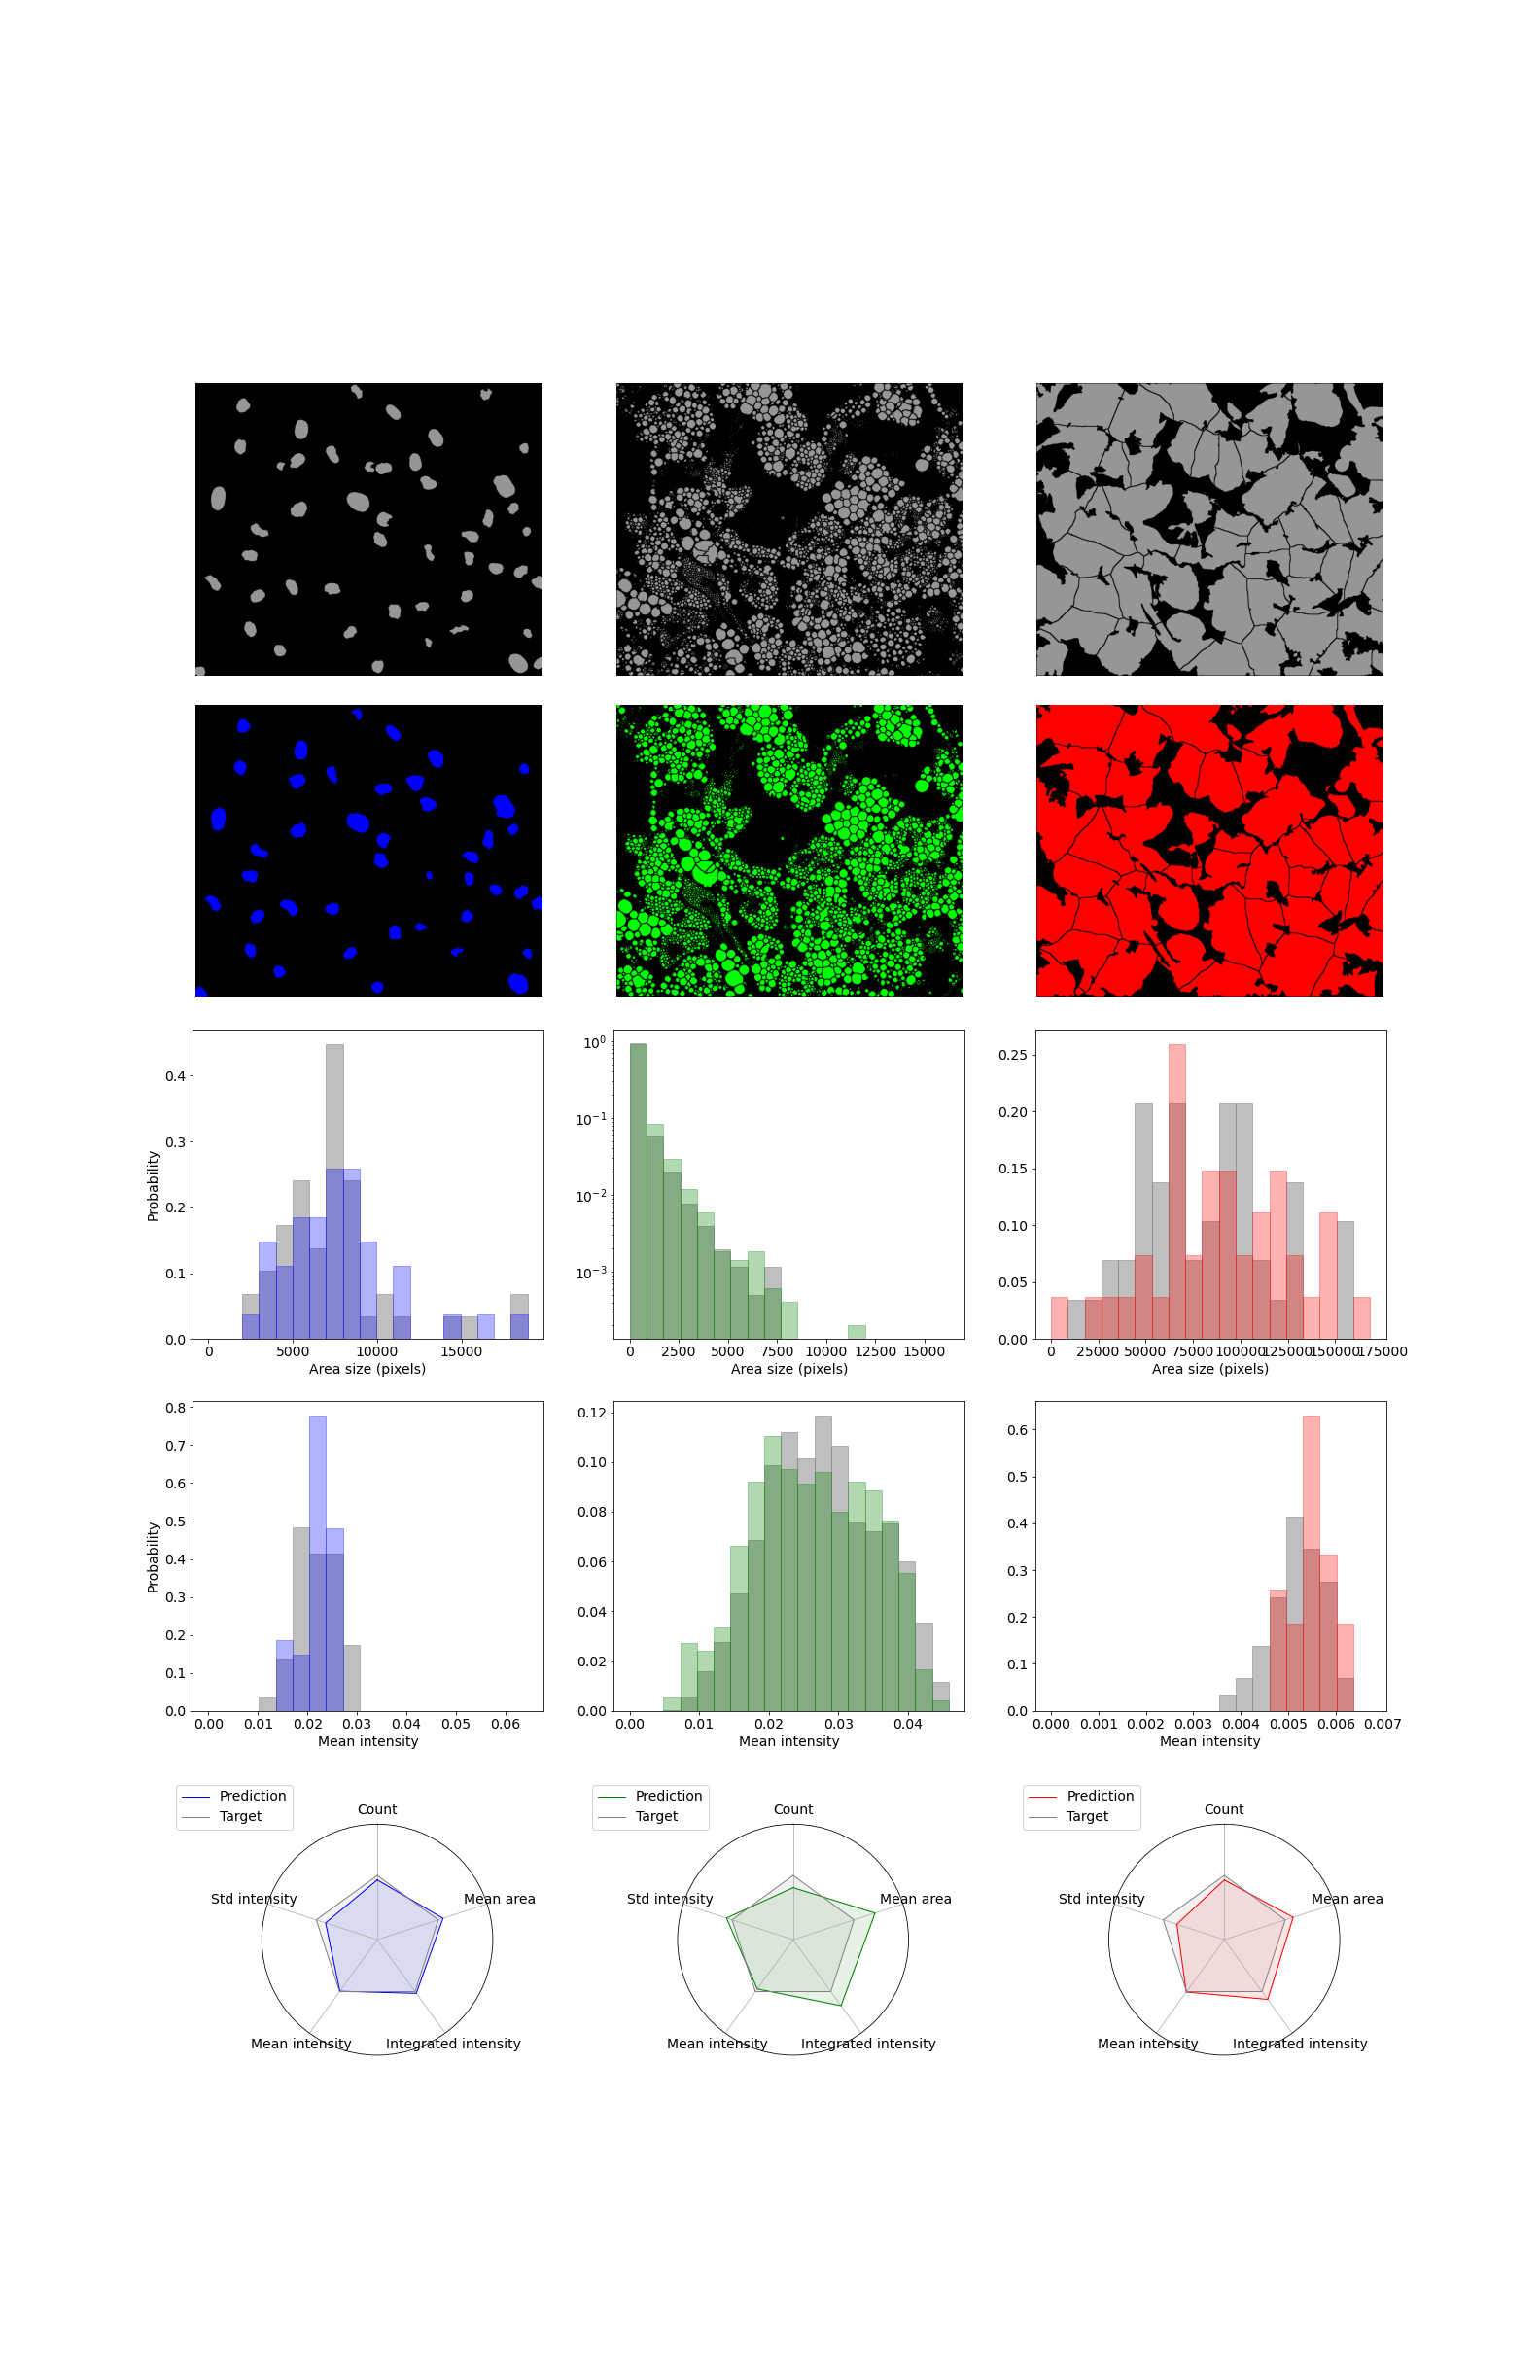 0.4
0.3
0.2
0.1
0.0
Probability
0 5000 10000 15000
Area size (pixels)
10⁰
10⁻¹
10⁻²
10⁻³
0 2500 5000 7500 10000 12500 15000
Area size (pixels)
0.25
0.20
0.15
0.10
0.05
0.00
0 25000 50000 75000 100000 125000 150000 175000
Area size (pixels)
0.8
0.7
0.6
0.5
0.4
0.3
0.2
0.1
0.0
Probability
0.00 0.01 0.02 0.03 0.04 0.05 0.06
Mean intensity
0.12
0.10
0.08
0.06
0.04
0.02
0.00
0.00 0.01 0.02 0.03 0.04
Mean intensity
0.6
0.5
0.4
0.3
0.2
0.1
0.0
0.000 0.001 0.002 0.003 0.004 0.005 0.006 0.007
Mean intensity
Prediction
Target
Count
Std intensity
Mean area
Mean intensity
Integrated intensity
Prediction
Target
Count
Std intensity
Mean area
Mean intensity
Integrated intensity
Prediction
Target
Count
Std intensity
Mean area
Mean intensity
Integrated intensity